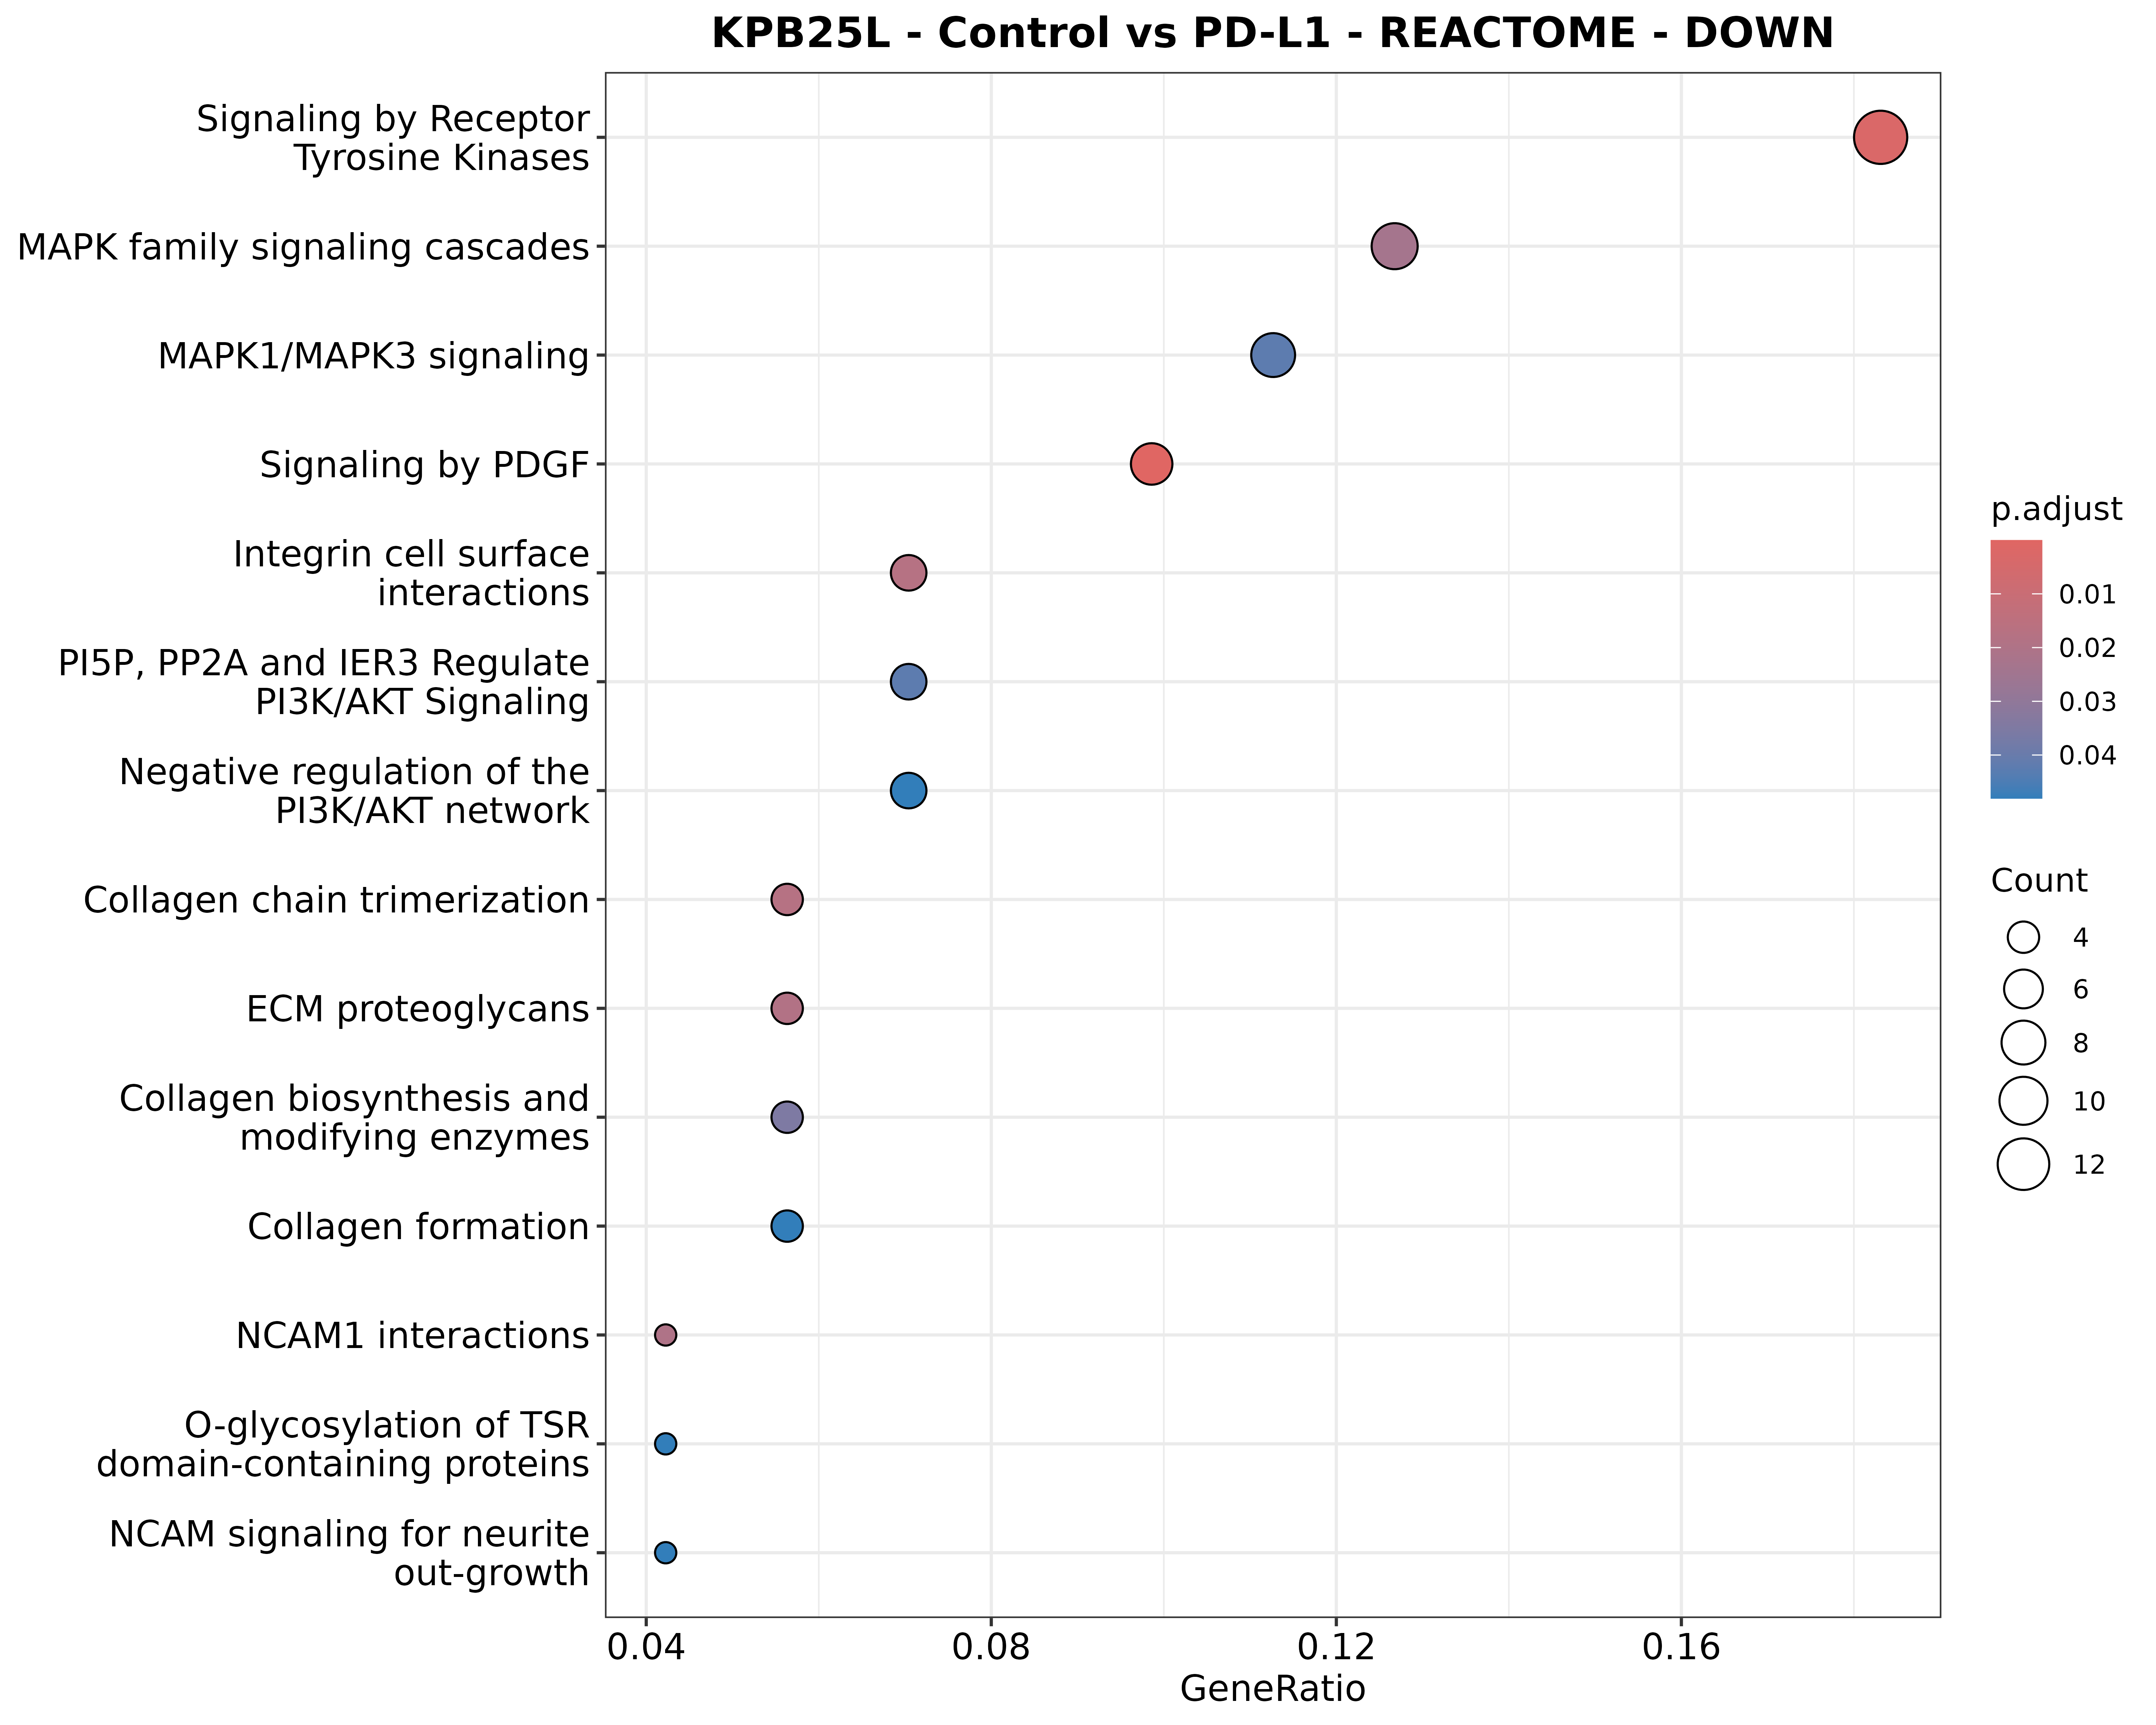 KPB25L - Control vs PD-L1 - REACTOME - DOWN
Signaling by Receptor
Tyrosine Kinases
MAPK family signaling cascades
MAPK1/MAPK3 signaling
Signaling by PDGF
Integrin cell surface
interactions
PI5P, PP2A and IER3 Regulate
PI3K/AKT Signaling
Negative regulation of the
PI3K/AKT network
Collagen chain trimerization
ECM proteoglycans
Collagen biosynthesis and
modifying enzymes
Collagen formation
NCAM1 interactions
O-glycosylation of TSR
domain-containing proteins
NCAM signaling for neurite
out-growth
0.04 0.08 0.12 0.16
GeneRatio
p.adjust
0.01
0.02
0.03
0.04
Count
4
6
8
10
12